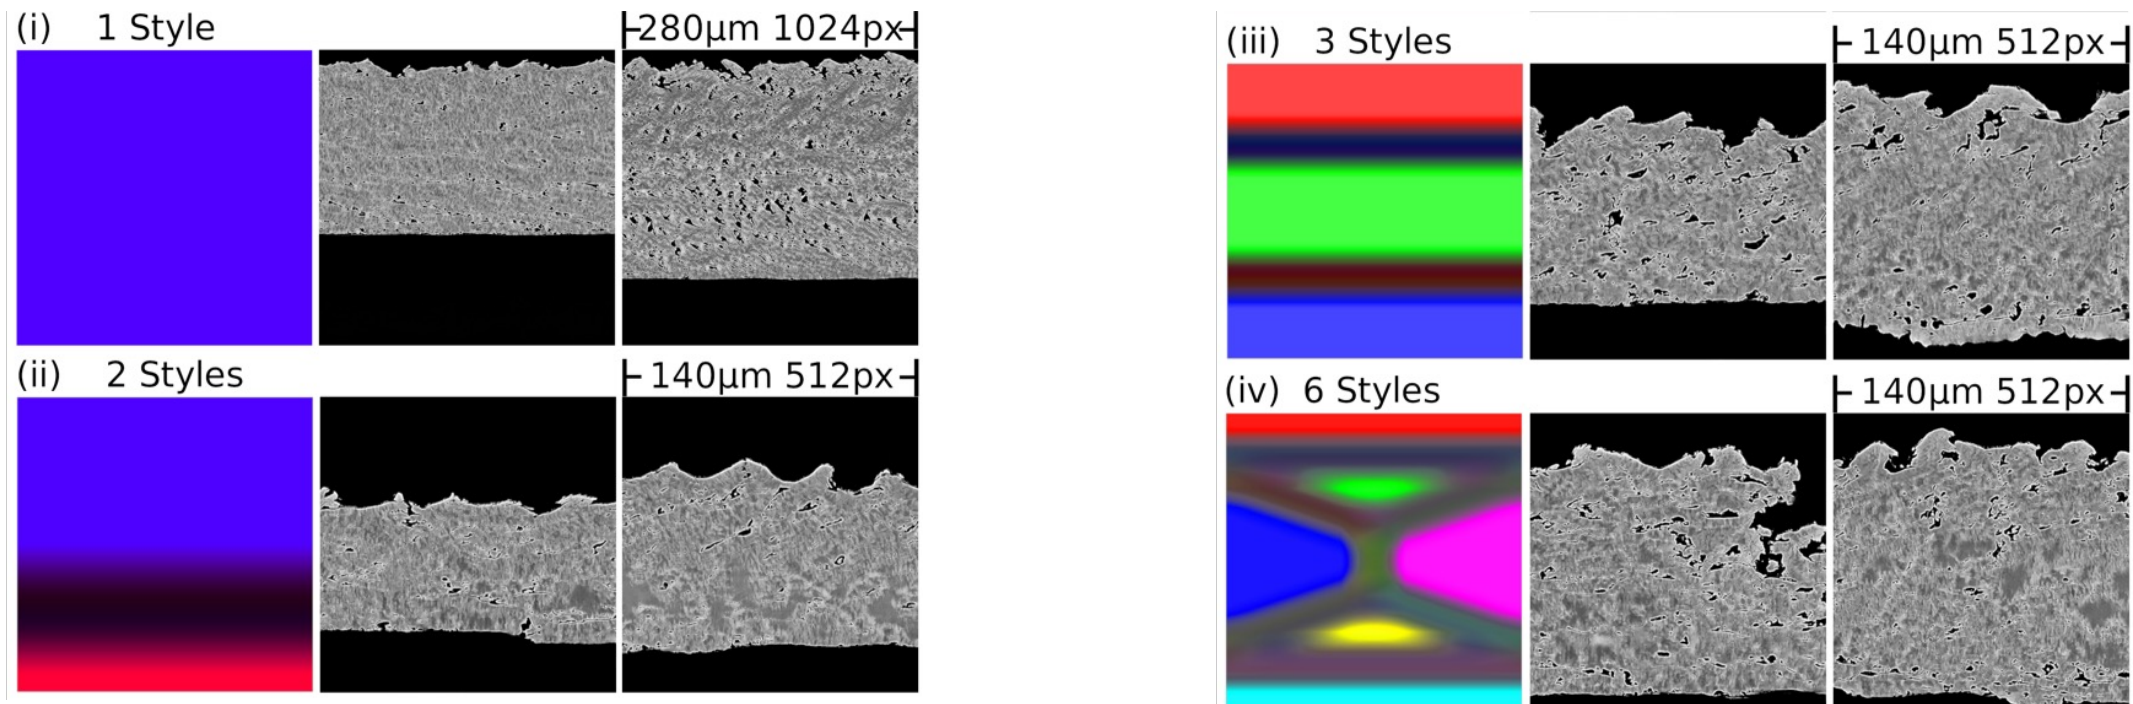 (i) 1 Style 280μm 1024px
(ii) 2 Styles 140μm 512px
(iii) 3 Styles 140μm 512px
(iv) 6 Styles 140μm 512px